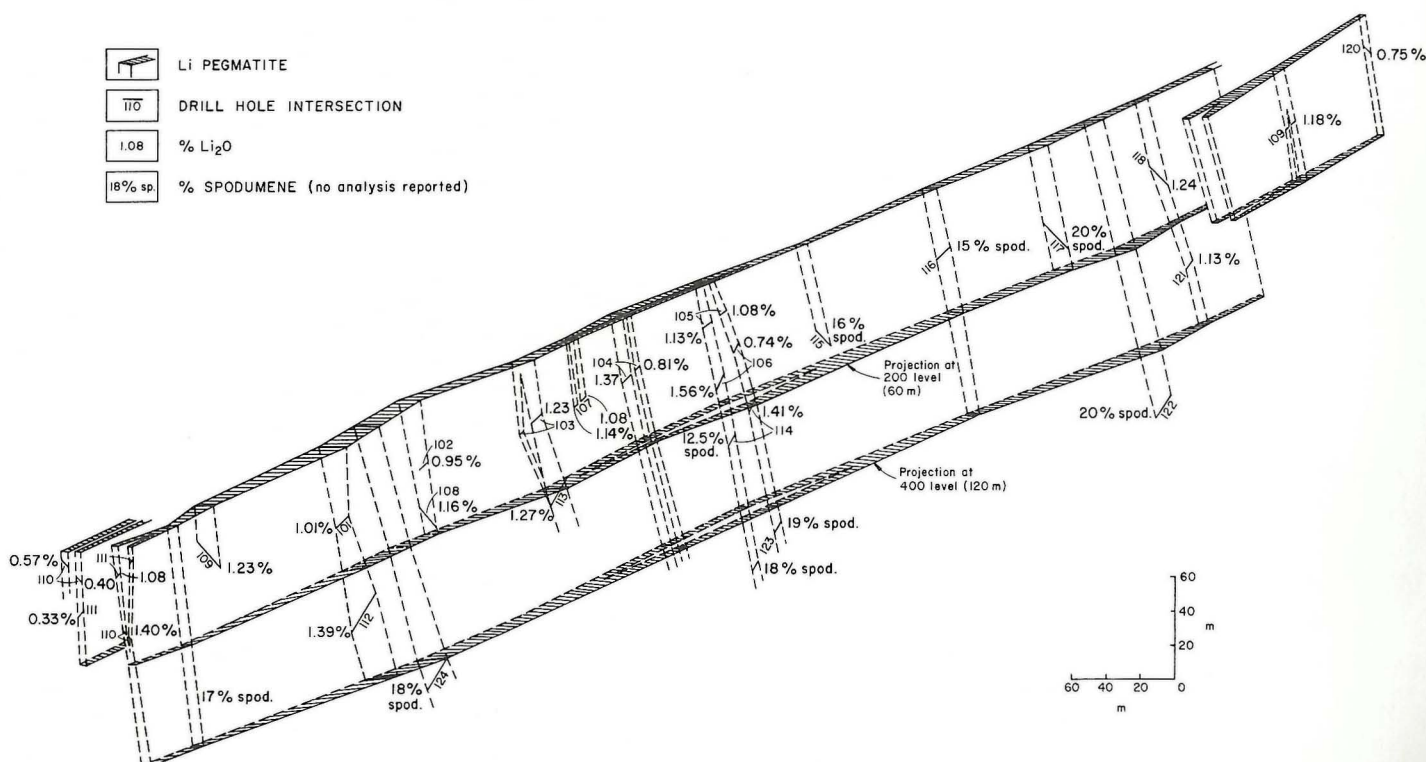 Li PEGMATITE
110 DRILL HOLE INTERSECTION
1.08 % Li₂O
18% sp. % SPODUMENE (no analysis reported)
120
0.75%
109
1.18%
118
1.24
117
20% spod.
121
1.13%
116
15% spod.
115
16% spod.
105
1.08%
1.13%
0.74%
106
1.56%
104
0.81%
1.37
107
1.08
1.14%
1.23
103
1.41%
114
12.5% spod.
Projection at
200 level
(60 m)
20% spod.
122
Projection at
400 level (120 m)
102
0.95%
108
1.16%
1.27%
113
1.01%
101
19% spod.
123
18% spod.
109
1.23%
0.57%
110
0.40
111
1.08
0.33%
111
110
1.40%
1.39%
112
17% spod.
18% spod.
124
60
40
20
m
60 40 20 0
m